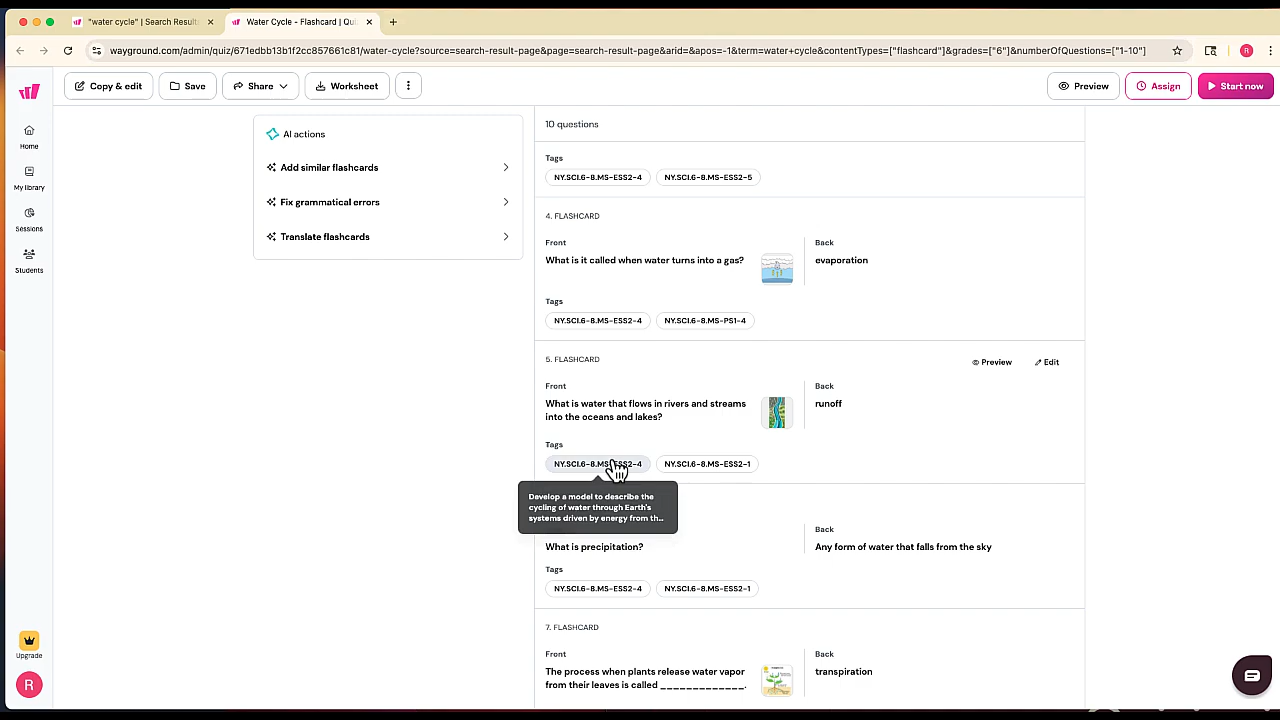 "water cycle" | Search Result
Water Cycle - Flashcard | Qu
wayground.com/admin/quiz/671edbb13b1f2cc857661c81/water-cycle?source=search-result-page&page=search-result-page&arid=&apos=-1&term=water+cycle&contentTypes=["flashcard"]&grades=["6"]&numberOfQuestions=["1-10"]
R
Copy & edit
Save
Share
Worksheet
Preview
Assign
Start now
Home
My library
Sessions
Students
Upgrade
R
AI actions
Add similar flashcards
Fix grammatical errors
Translate flashcards
10 questions
Tags
NY.SCI.6-8.MS-ESS2-4 NY.SCI.6-8.MS-ESS2-5
4. FLASHCARD
Front
What is it called when water turns into a gas?
Back
evaporation
Tags
NY.SCI.6-8.MS-ESS2-4 NY.SCI.6-8.MS-PS1-4
5. FLASHCARD
Preview
Edit
Front
What is water that flows in rivers and streams
into the oceans and lakes?
Back
runoff
Tags
NY.SCI.6-8.MS-ESS2-4 NY.SCI.6-8.MS-ESS2-1
Develop a model to describe the
cycling of water through Earth's
systems driven by energy from th...
What is precipitation?
Back
Any form of water that falls from the sky
Tags
NY.SCI.6-8.MS-ESS2-4 NY.SCI.6-8.MS-ESS2-1
7. FLASHCARD
Front
The process when plants release water vapor
from their leaves is called _____________.
Back
transpiration